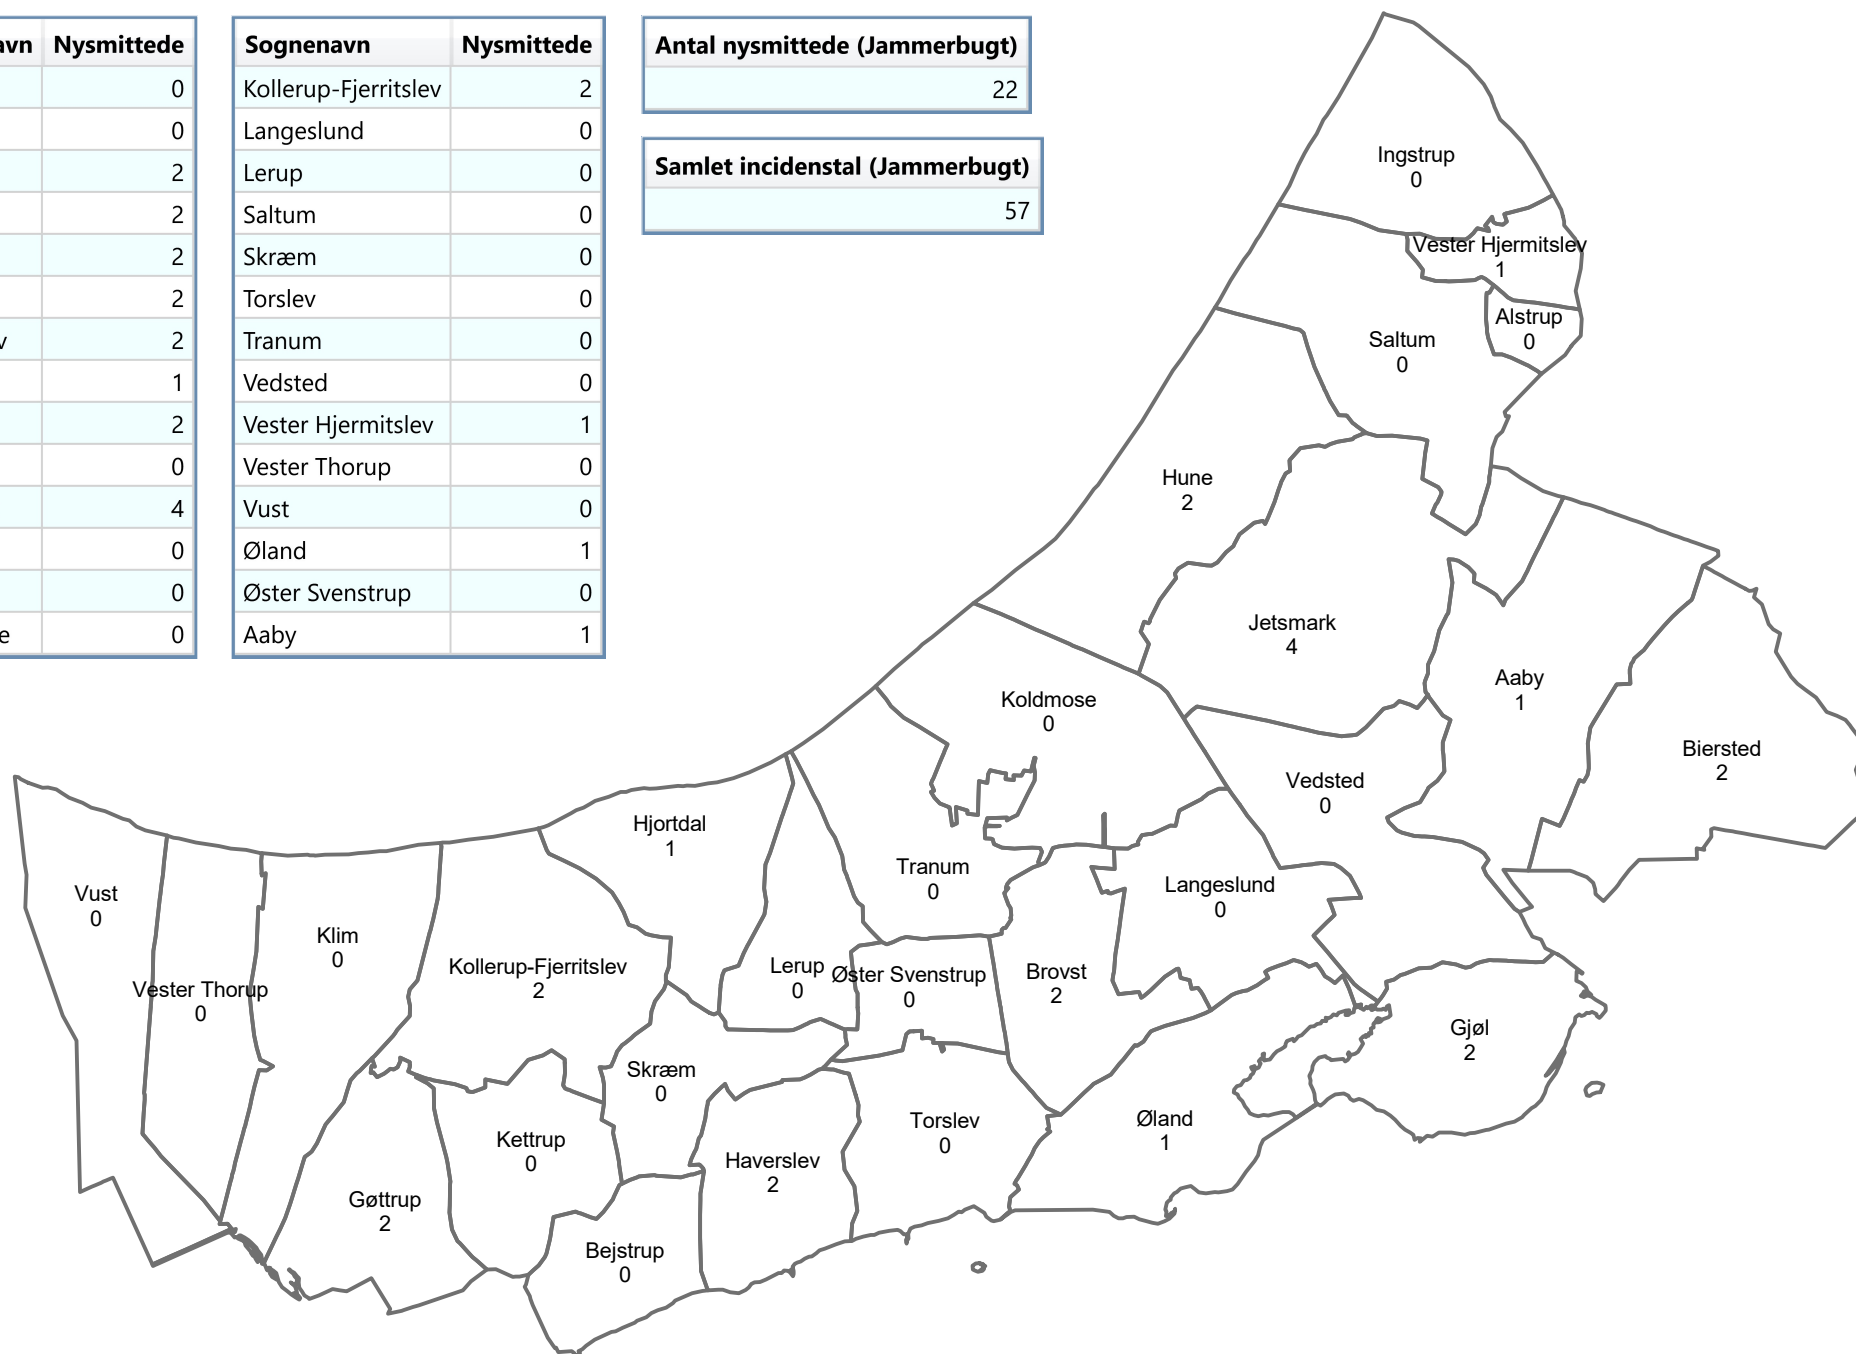 avn Nysmittede
0
0
2
2
2
2
v 2
1
2
0
4
0
0
e 0
Sognenavn Nysmittede
Kollerup-Fjerritslev 2
Langeslund 0
Lerup 0
Saltum 0
Skræm 0
Torslev 0
Tranum 0
Vedsted 0
Vester Hjermitslev 1
Vester Thorup 0
Vust 0
Øland 1
Øster Svenstrup 0
Aaby 1
Antal nysmittede (Jammerbugt)
22
Samlet incidenstal (Jammerbugt)
57
Ingstrup
0
Vester Hjermitslev
1
Alstrup
0
Saltum
0
Hune
2
Jetsmark
4
Aaby
1
Koldmose
0
Biersted
2
Vedsted
0
Hjortdal
1
Tranum
0
Langeslund
0
Vust
0
Klim
0
Kollerup-Fjerritslev
2
Lerup
0
Øster Svenstrup
0
Brovst
2
Vester Thorup
0
Gjøl
2
Skræm
0
Torslev
0
Øland
1
Kettrup
0
Haverslev
2
Gøttrup
2
Bejstrup
0